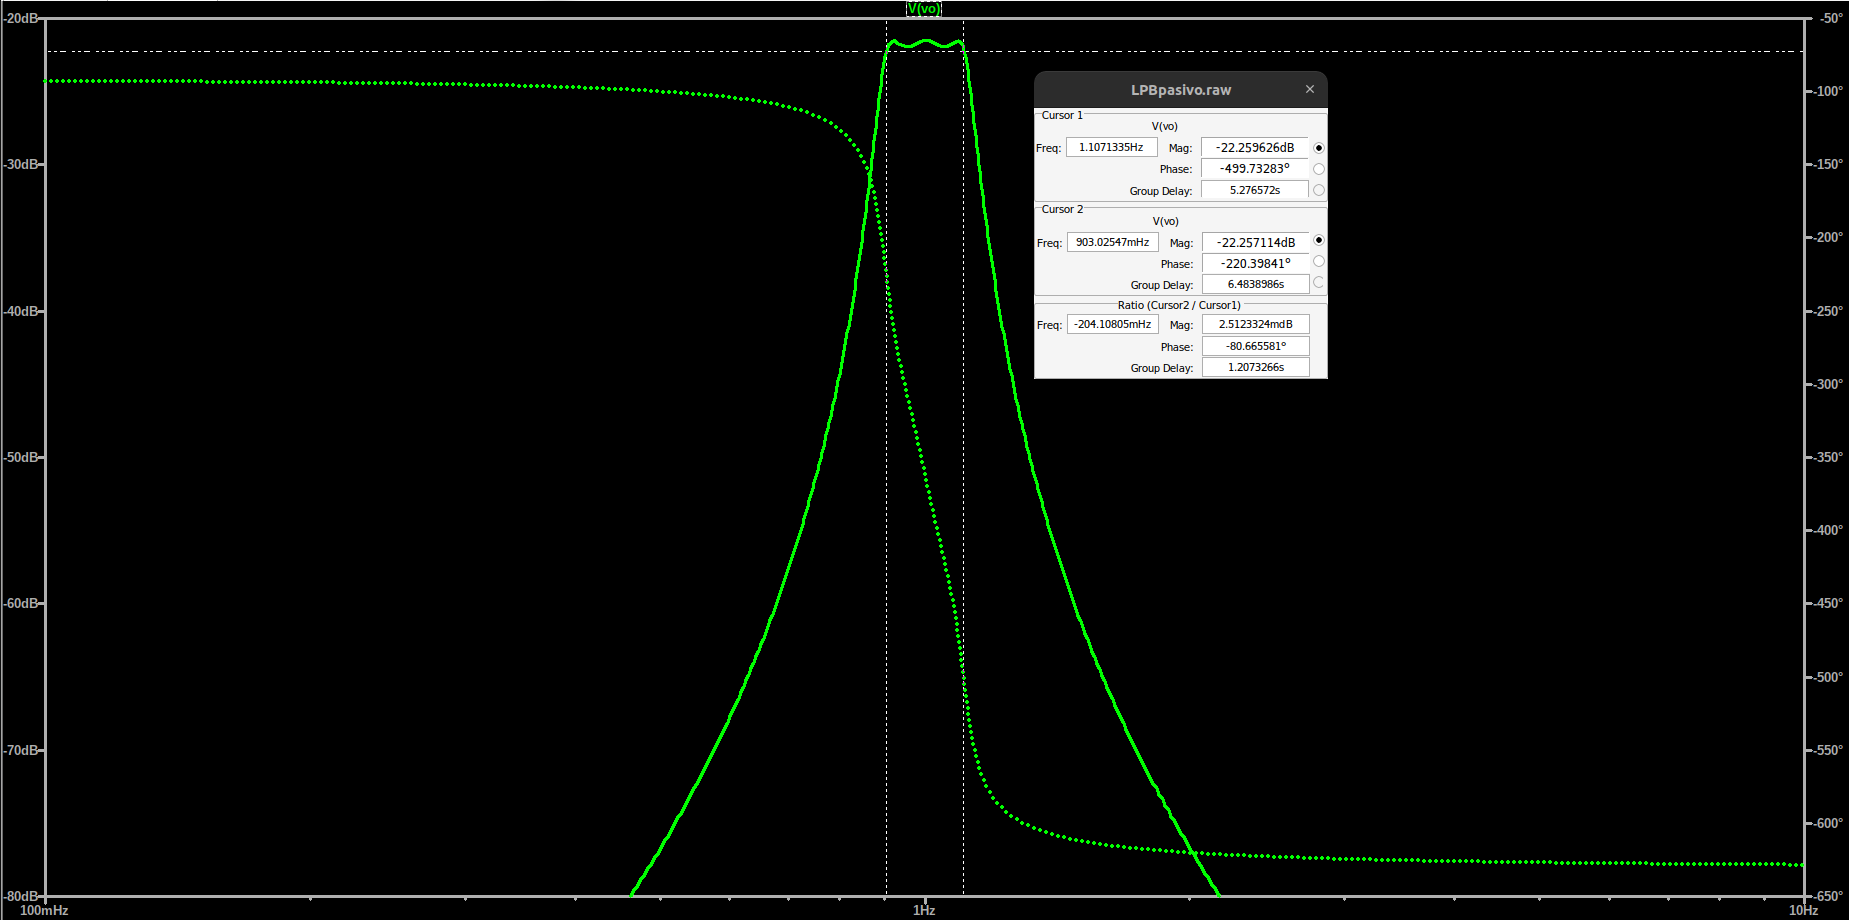 V(vo)
-20dB
-30dB
-40dB
-50dB
-60dB
-70dB
-80dB
-50°
-100°
-150°
-200°
-250°
-300°
-350°
-400°
-450°
-500°
-550°
-600°
-650°
100mHz
1Hz
10Hz
LPBpasivo.raw ×
Cursor 1
V(vo)
Freq: 1.1071335Hz Mag: -22.259626dB
Phase: -499.73283°
Group Delay: 5.276572s
Cursor 2
V(vo)
Freq: 903.02547mHz Mag: -22.257114dB
Phase: -220.39841°
Group Delay: 6.4838986s
Ratio (Cursor2 / Cursor1)
Freq: -204.10805mHz Mag: 2.5123324mdB
Phase: -80.665581°
Group Delay: 1.2073266s